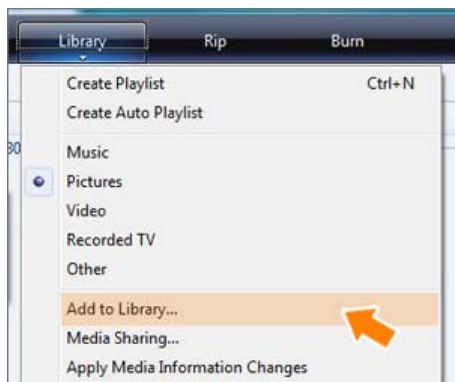 Library Rip Burn
Create Playlist Ctrl+N
Create Auto Playlist
30
Music
Pictures
Video
Recorded TV
Other
Add to Library...
Media Sharing...
Apply Media Information Changes